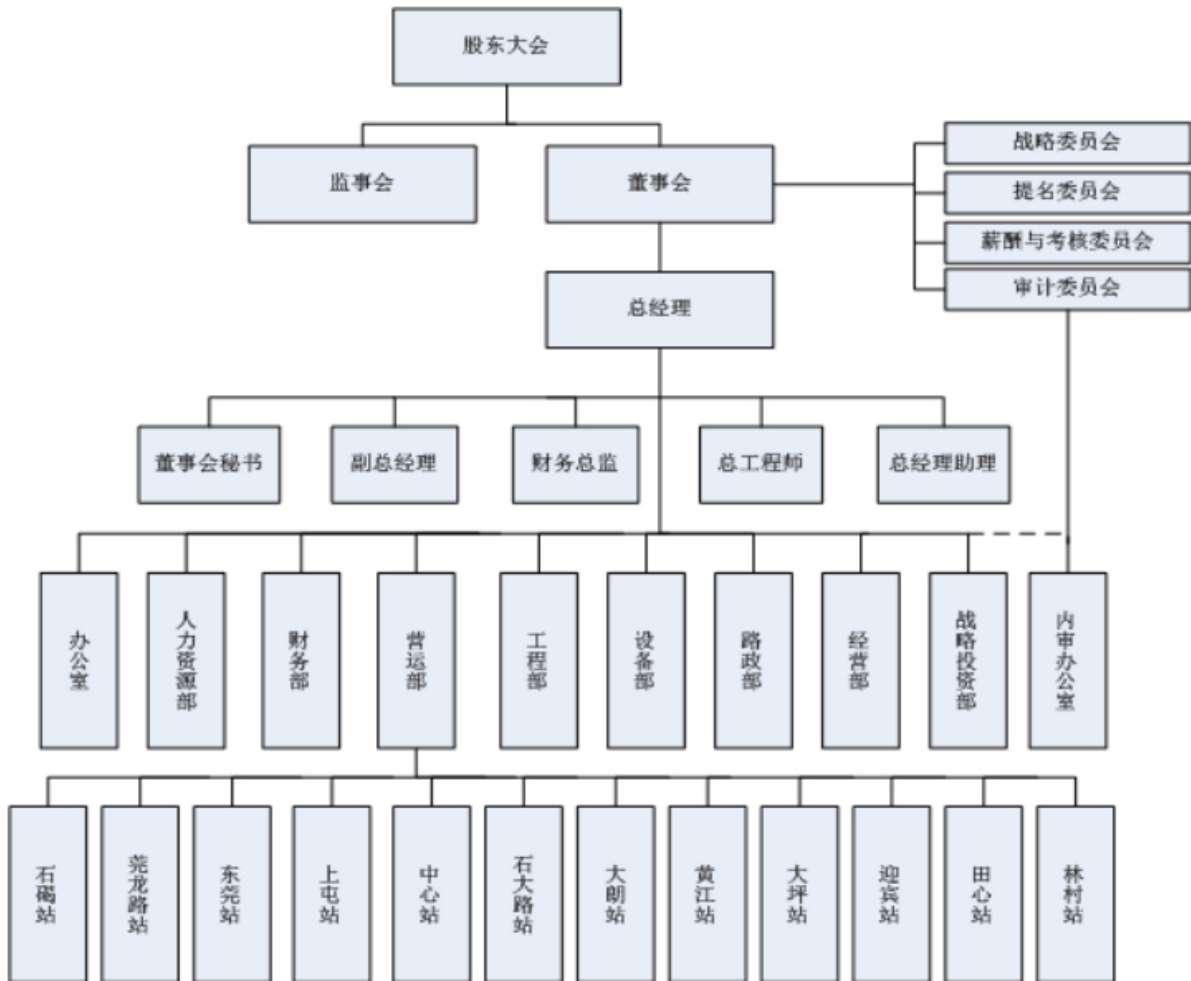 股东大会
监事会
董事会
战略委员会
提名委员会
薪酬与考核委员会
审计委员会
总经理
董事会秘书
副总经理
财务总监
总工程师
总经理助理
办公室
人力资源部
财务部
营运部
工程部
设备部
路政部
经营部
战略投资部
内审办公室
石碣站
莞龙路站
东莞站
上屯站
中心站
石大路站
大朗站
黄江站
大坪站
迎宾站
田心站
林村站